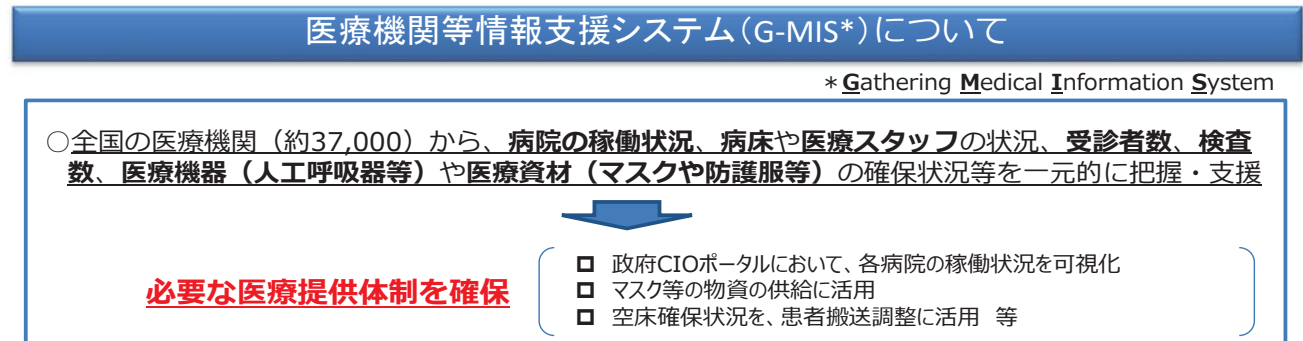 医療機関等情報支援システム(G-MIS*)について
*Gathering Medical Information System
○全国の医療機関(約37,000)から、病院の稼働状況、病床や医療スタッフの状況、受診者数、検査
数、医療機器(人工呼吸器等)や医療資材(マスクや防護服等)の確保状況等を一元的に把握・支援
必要な医療提供体制を確保
政府CIOポータルにおいて、各病院の稼働状況を可視化
マスク等の物資の供給に活用
空床確保状況を、患者搬送調整に活用 等